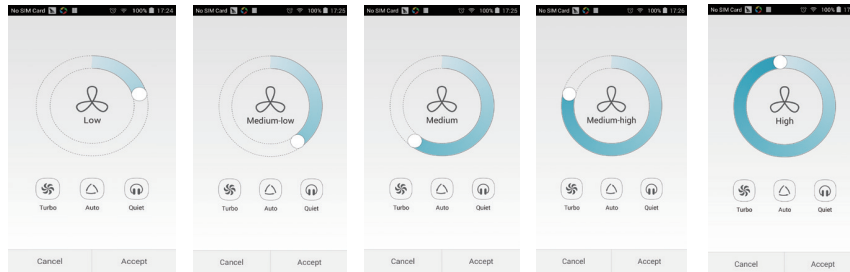 No SIM Card 100% 17:24
Low
Turbo Auto Quiet
Cancel Accept
No SIM Card 100% 17:25
Medium-low
Turbo Auto Quiet
Cancel Accept
No SIM Card 100% 17:25
Medium
Turbo Auto Quiet
Cancel Accept
No SIM Card 100% 17:26
Medium-high
Turbo Auto Quiet
Cancel Accept
No SIM Card 100% 17
High
Turbo Auto Quiet
Cancel Accept